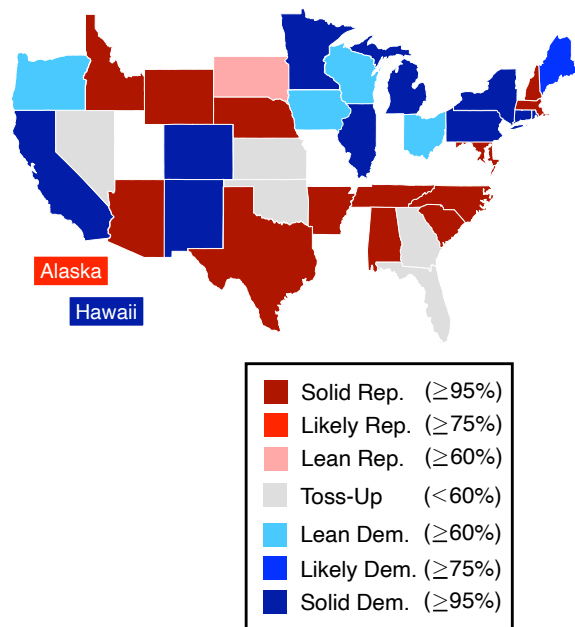 Alaska
Hawaii
Solid Rep. (≥95%)
Likely Rep. (≥75%)
Lean Rep. (≥60%)
Toss-Up (<60%)
Lean Dem. (≥60%)
Likely Dem. (≥75%)
Solid Dem. (≥95%)